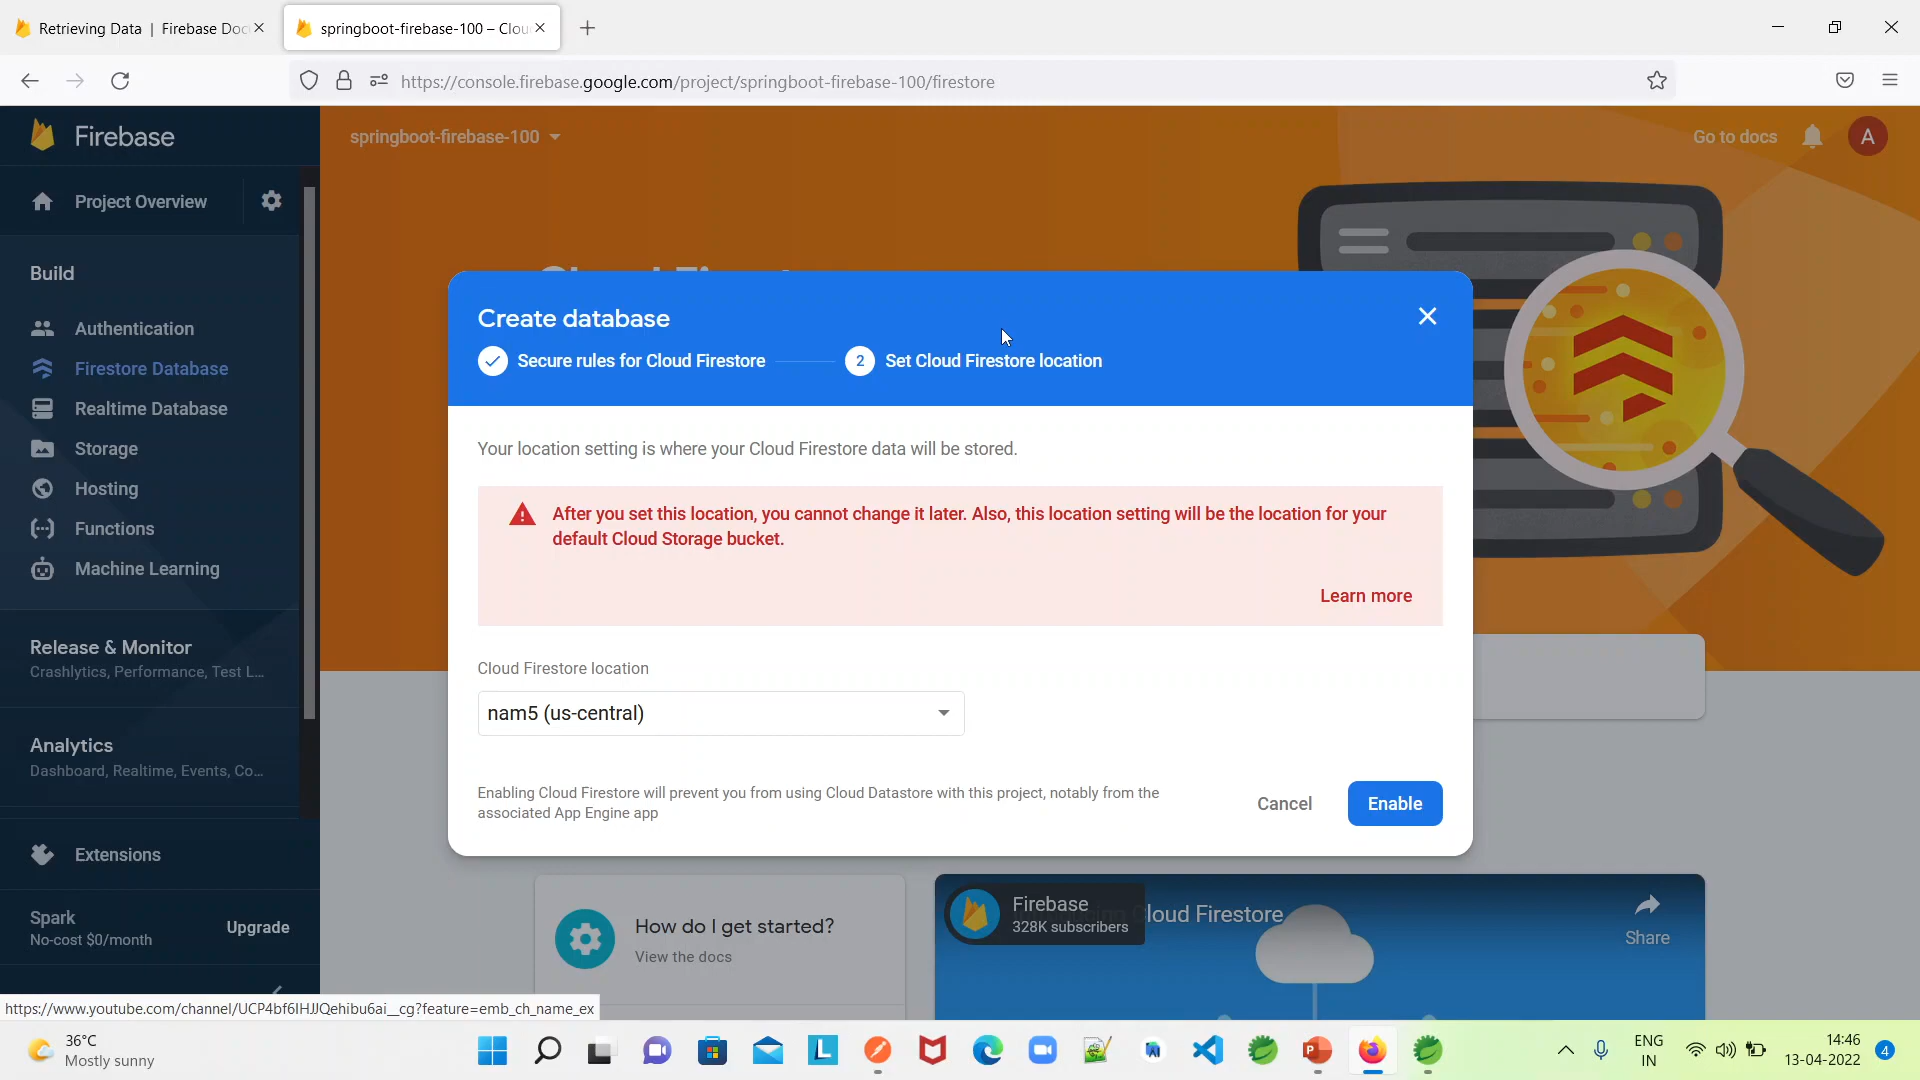 Retrieving Data | Firebase Doc
springboot-firebase-100 – Clou
https://console.firebase.google.com/project/springboot-firebase-100/firestore
Firebase
springboot-firebase-100
Go to docs
A
Project Overview
Build
Authentication
Firestore Database
Realtime Database
Storage
Hosting
Functions
Machine Learning
Release & Monitor
Crashlytics, Performance, Test L...
Analytics
Dashboard, Realtime, Events, Co...
Extensions
Spark
No-cost $0/month
Upgrade
Create database
Secure rules for Cloud Firestore
2 Set Cloud Firestore location
Your location setting is where your Cloud Firestore data will be stored.
After you set this location, you cannot change it later. Also, this location setting will be the location for your
default Cloud Storage bucket.
Learn more
Cloud Firestore location
nam5 (us-central)
Enabling Cloud Firestore will prevent you from using Cloud Datastore with this project, notably from the
associated App Engine app
Cancel
Enable
How do I get started?
View the docs
Firebase
328K subscribers
loud Firestore
Share
https://www.youtube.com/channel/UCP4bf6IHJJQehibu6ai__cg?feature=emb_ch_name_ex
36°C
Mostly sunny
ENG
IN
14:46
13-04-2022
4